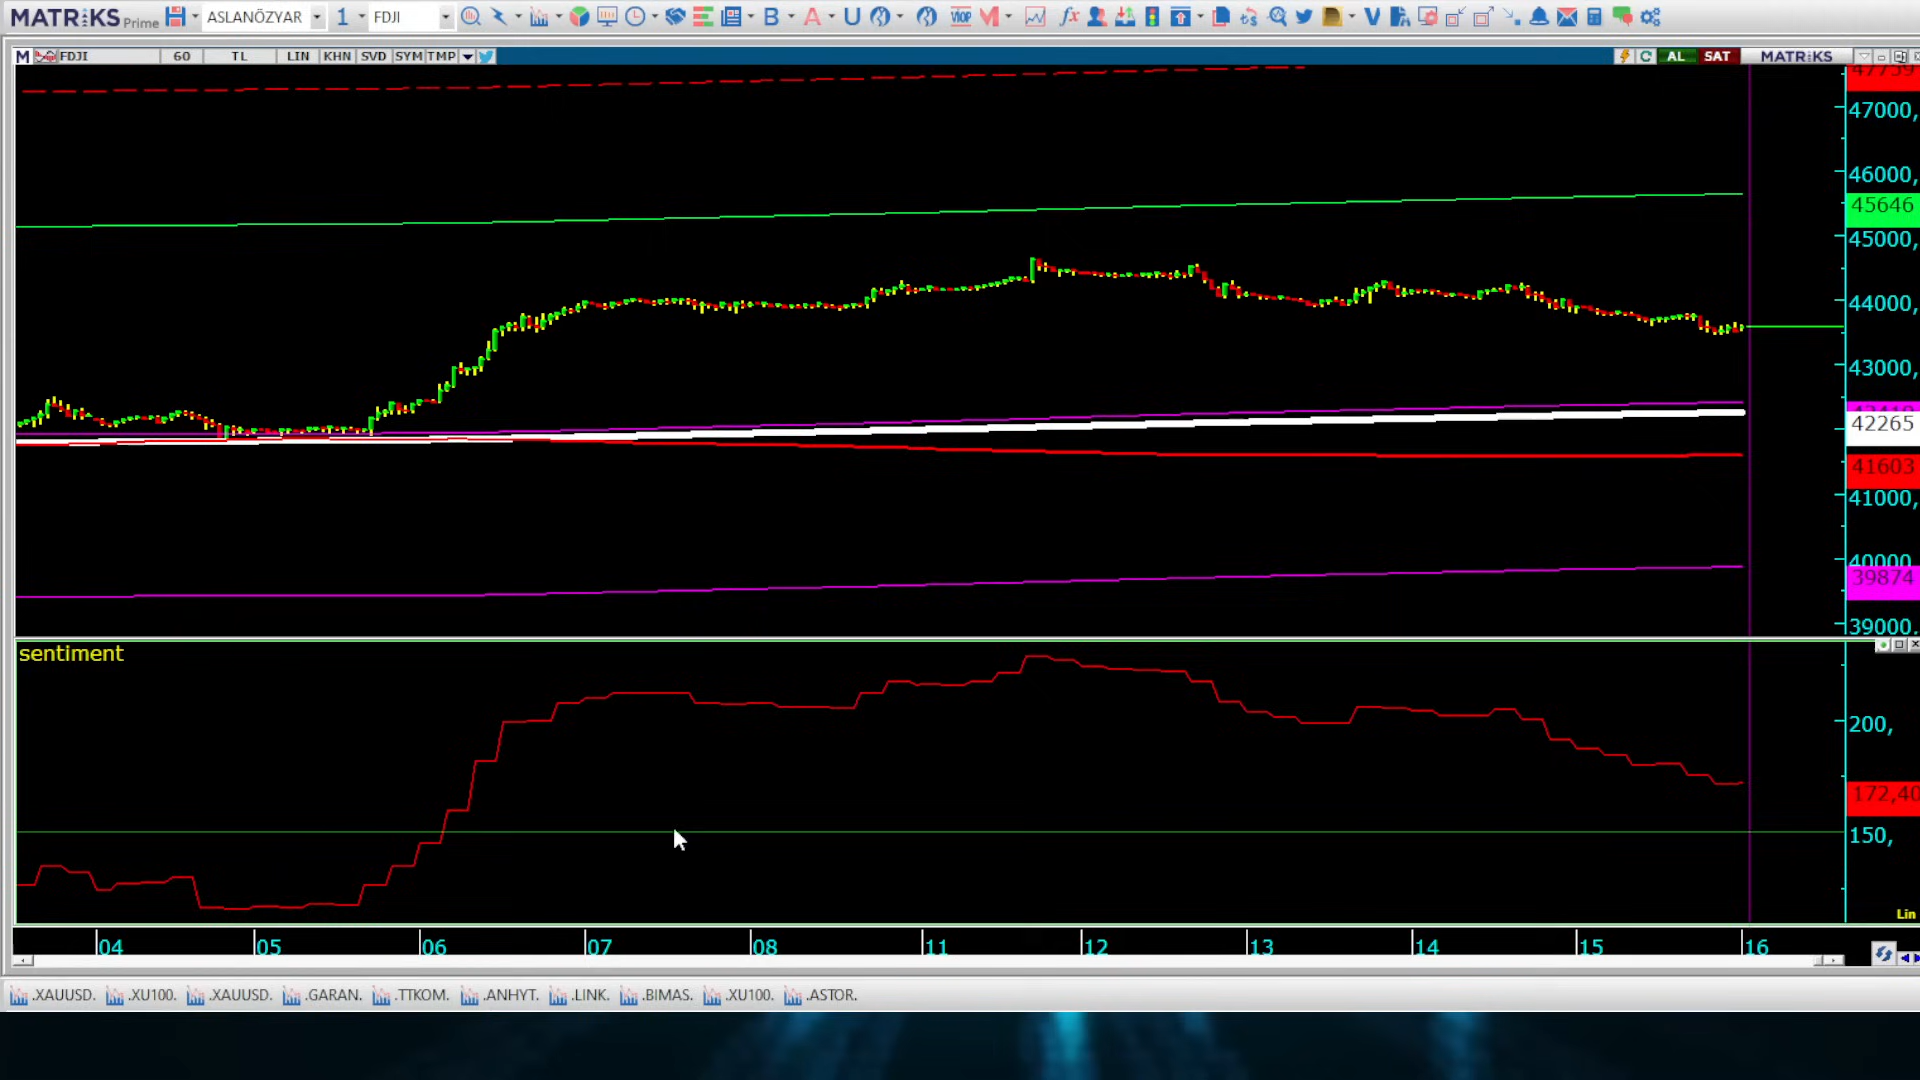 MATRiKS Prime ASLANÖZYAR 1 FDJI B A U VIOP M fx V
M FDJI 60 TL LIN KHN SVD SYM TMP AL SAT MATRiKS
47000,
46000,
45646
45000,
44000,
43000,
42265
41603
41000,
40000,
39874
39000,
sentiment
200,
172,40
150,
Lin
04 05 06 07 08 11 12 13 14 15 16
.XAUUSD. .XU100. .XAUUSD. .GARAN. .TTKOM. .ANHYT. .LINK. .BIMAS. .XU100. .ASTOR.